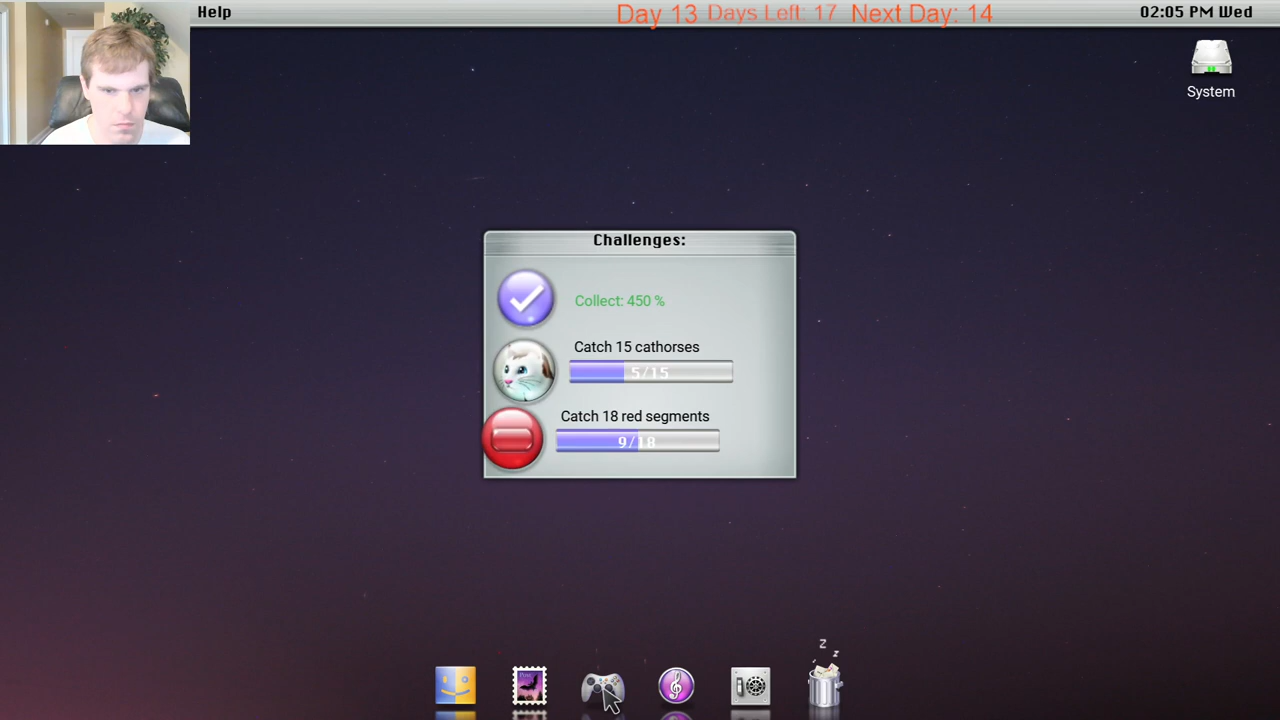 Help
Day 13 Days Left: 17 Next Day: 14
02:05 PM Wed
System
Challenges:
Collect: 450 %
Catch 15 cathorses
5/15
Catch 18 red segments
9/18
z
z